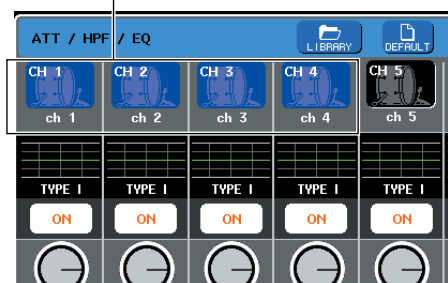 ATT / HPF / EQ LIBRARY DEFAULT
CH 1 CH 2 CH 3 CH 4 CH 5
ch 1 ch 2 ch 3 ch 4 ch 5
TYPE I TYPE I TYPE I TYPE I TYPE I
ON ON ON ON ON